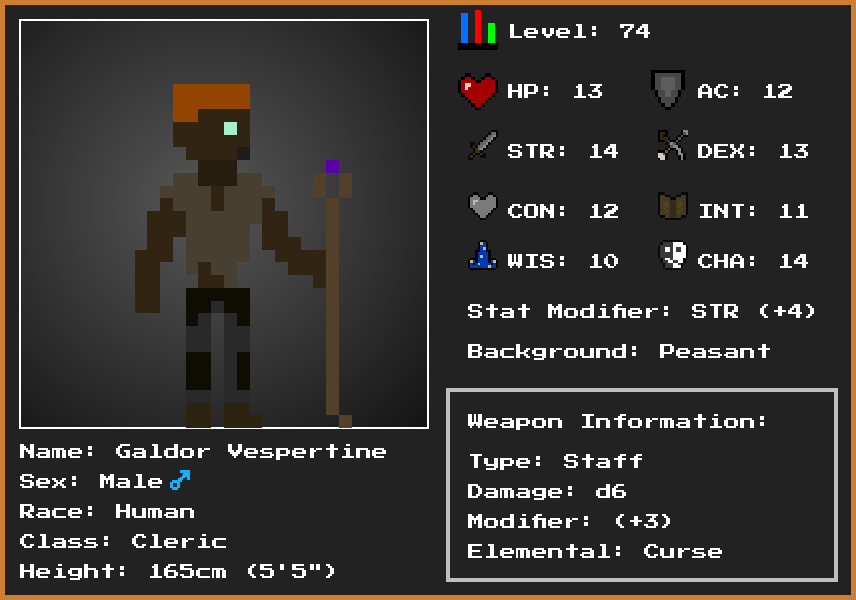 Level: 74
HP: 13
AC: 12
STR: 14
DEX: 13
CON: 12
INT: 11
WIS: 10
CHA: 14
Stat Modifier: STR (+4)
Background: Peasant
Weapon Information:
Type: Staff
Damage: d6
Modifier: (+3)
Elemental: Curse
Name: Galdor Vespertine
Sex: Male ♂
Race: Human
Class: Cleric
Height: 165cm (5'5")